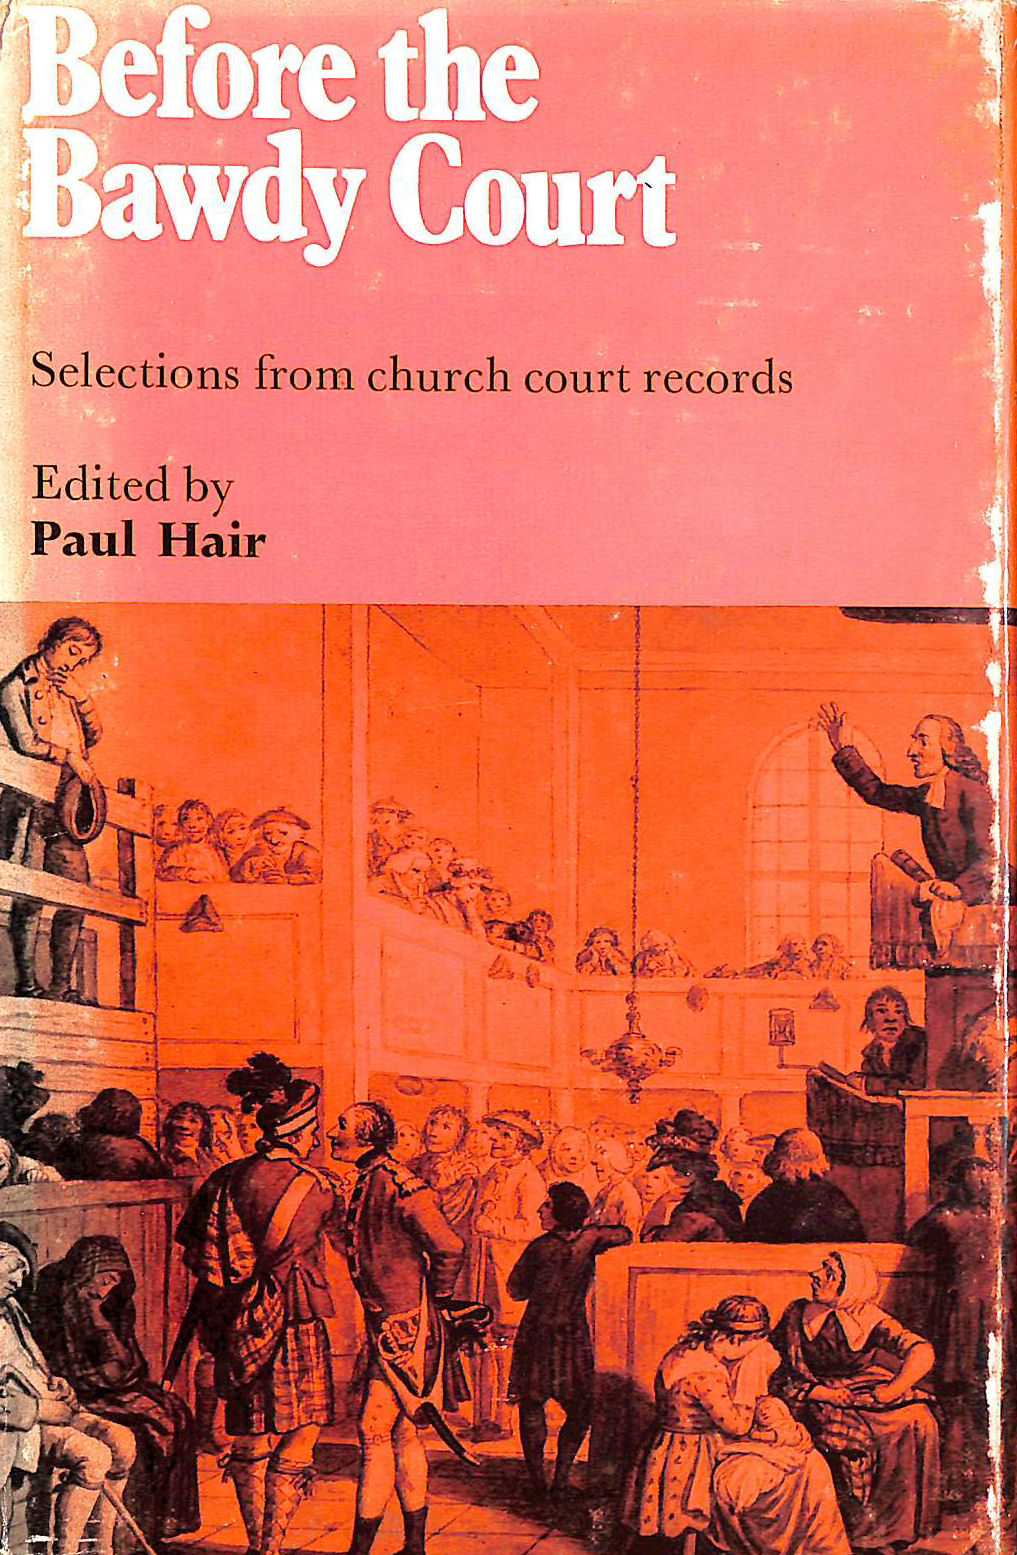 Before the
Bawdy Court
Selections from church court records
Edited by
Paul Hair